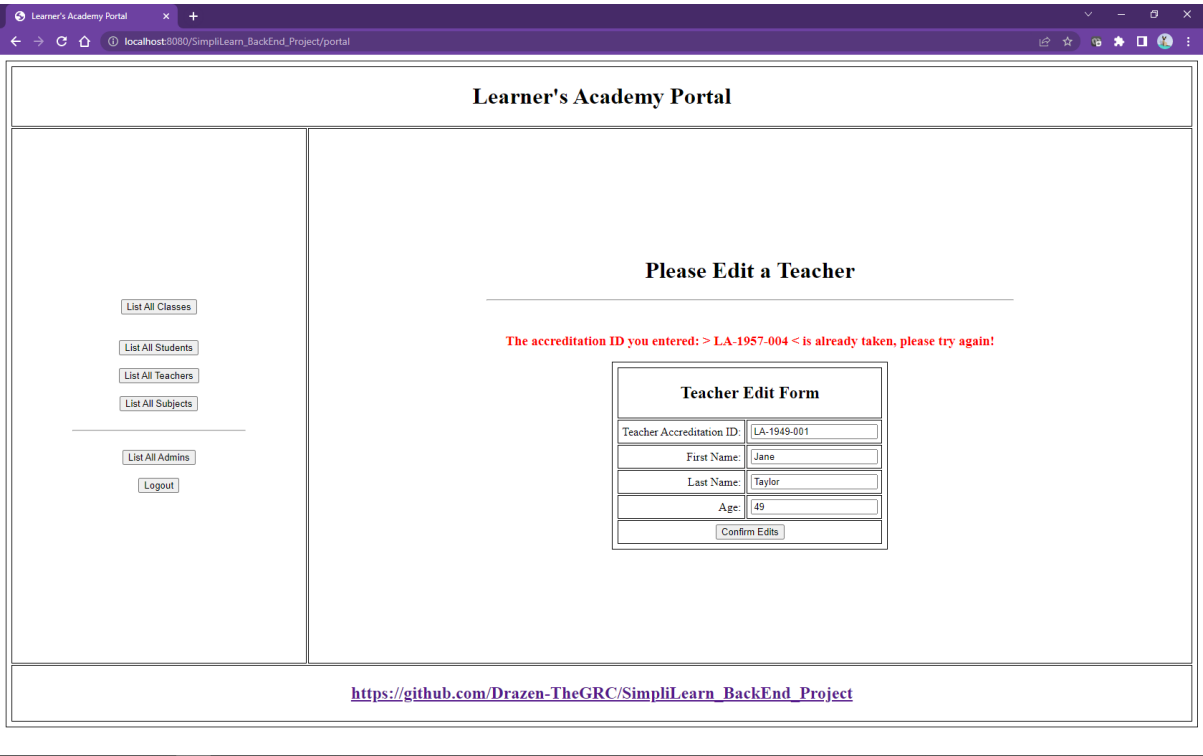 Learner's Academy Portal
localhost:8080/SimpliLearn_BackEnd_Project/portal
Learner's Academy Portal
List All Classes
List All Students
List All Teachers
List All Subjects
List All Admins
Logout
Please Edit a Teacher
The accreditation ID you entered: > LA-1957-004 < is already taken, please try again!
Teacher Edit Form
Teacher Accreditation ID: LA-1949-001
First Name: Jane
Last Name: Taylor
Age: 49
Confirm Edits
https://github.com/Drazen-TheGRC/SimpliLearn_BackEnd_Project